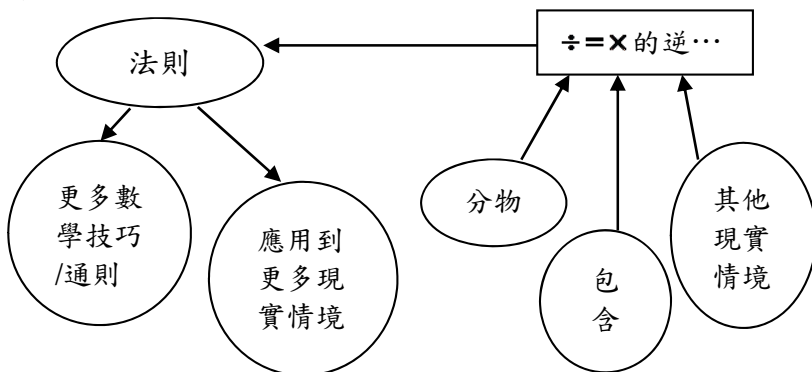 法則
÷=×的逆…
更多數
學技巧
/通則
應用到
更多現
實情境
分物
包
含
其他
現實
情境